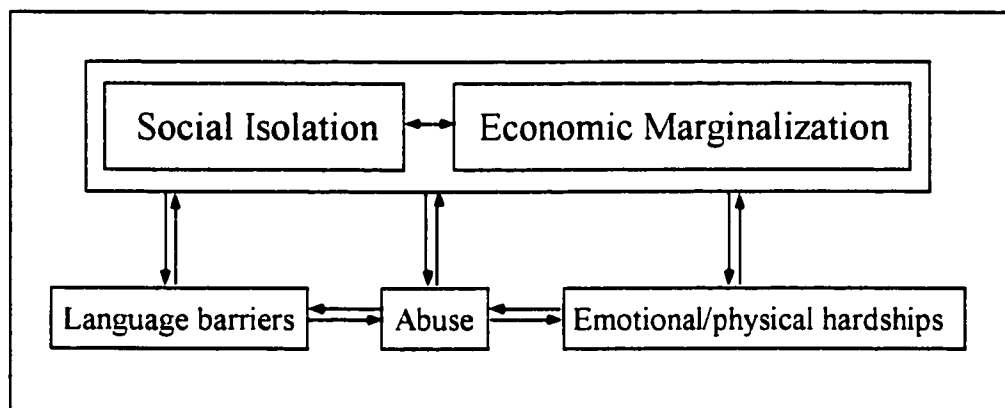 Social Isolation
Economic Marginalization
Language barriers
Abuse
Emotional/physical hardships